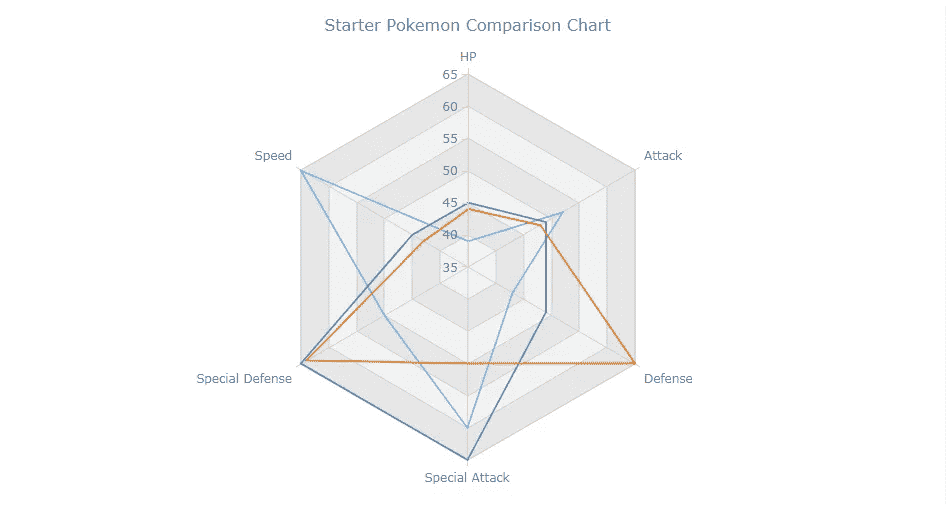 Starter Pokemon Comparison Chart
HP
65
60
55
50
45
40
35
Speed
Attack
Special Defense
Defense
Special Attack